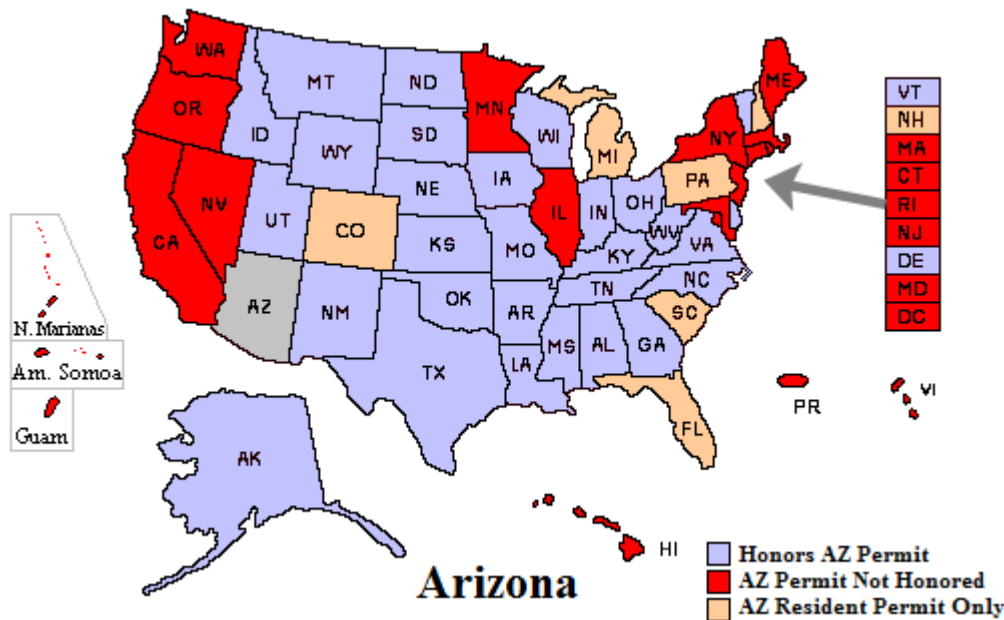 WA
MT
ND
MN
ME
OR
ID
SD
WI
NY
WY
MI
VT
NH
MA
CT
RI
NJ
DE
MD
DC
NE
IA
PA
NV
UT
CO
IL
IN
OH
WV
VA
CA
KS
MO
KY
NC
AZ
NM
OK
AR
TN
SC
TX
LA
MS
AL
GA
FL
N. Marianas
Am. Somoa
Guam
PR
VI
AK
HI
Arizona
Honors AZ Permit
AZ Permit Not Honored
AZ Resident Permit Only